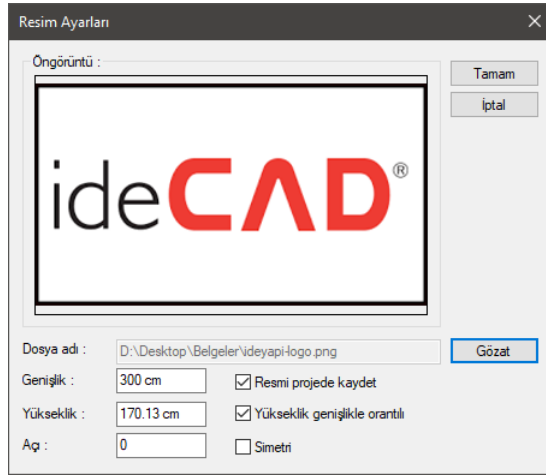 Resim Ayarları
Öngörüntü :
ideCAD®
Tamam
İptal
Dosya adı : D:\Desktop\Belgeler\ideyapi-logo.png Gözat
Genişlik : 300 cm Resmi projede kaydet
Yükseklik : 170.13 cm Yükseklik genişlikle orantılı
Açı : 0 Simetri